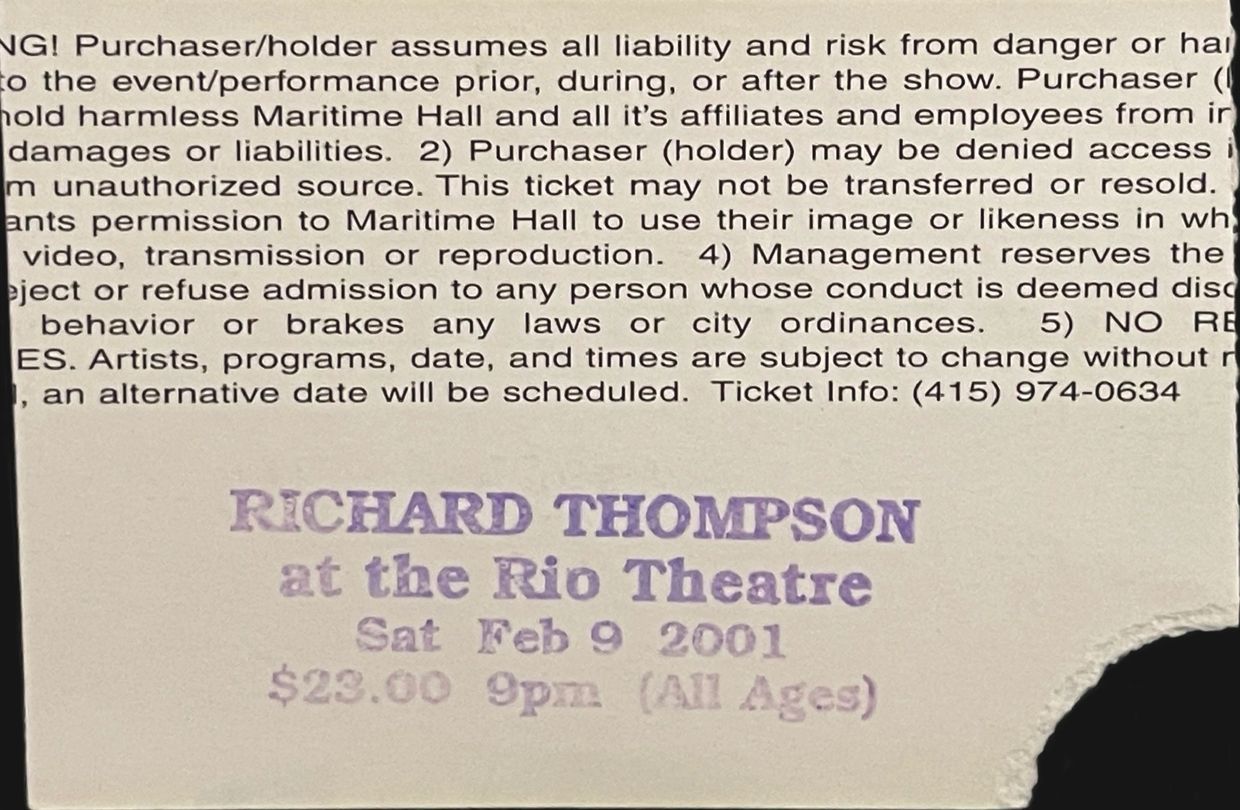 NG! Purchaser/holder assumes all liability and risk from danger or
to the event/performance prior, during, or after the show. Purchaser
hold harmless Maritime Hall and all it's affiliates and employees from
damages or liabilities. 2) Purchaser (holder) may be denied access
m unauthorized source. This ticket may not be transferred or resold.
ants permission to Maritime Hall to use their image or likeness in
video, transmission or reproduction. 4) Management reserves the
eject or refuse admission to any person whose conduct is deemed
behavior or brakes any laws or city ordinances. 5) NO RE
ES. Artists, programs, date, and times are subject to change without
, an alternative date will be scheduled. Ticket Info: (415) 974-0634
RICHARD THOMPSON
at the Rio Theatre
Sat Feb 9 2001
$23.00 9pm (All Ages)